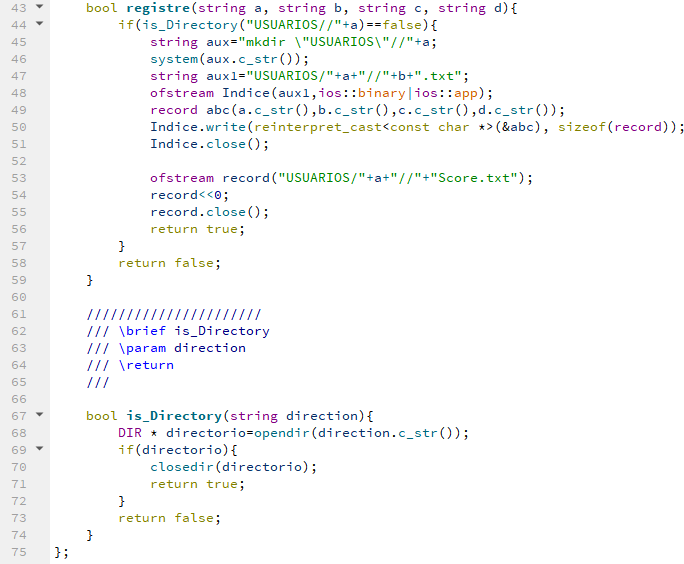 43 bool registre(string a, string b, string c, string d){
44 if(is_Directory("USUARIOS//"+a)==false){
45 string aux="mkdir \"USUARIOS\"//"+a;
46 system(aux.c_str());
47 string aux1="USUARIOS/"+a+"//"+b+".txt";
48 ofstream Indice(aux1,ios::binary|ios::app);
49 record abc(a.c_str(),b.c_str(),c.c_str(),d.c_str());
50 Indice.write(reinterpret_cast<const char *>(&abc), sizeof(record));
51 Indice.close();
52
53 ofstream record("USUARIOS/"+a+"//"+"Score.txt");
54 record<<0;
55 record.close();
56 return true;
57 }
58 return false;
59 }
60
61 //////////////////////
62 /// \brief is_Directory
63 /// \param direction
64 /// \return
65 ///
66
67 bool is_Directory(string direction){
68 DIR * directorio=opendir(direction.c_str());
69 if(directorio){
70 closedir(directorio);
71 return true;
72 }
73 return false;
74 }
75 };